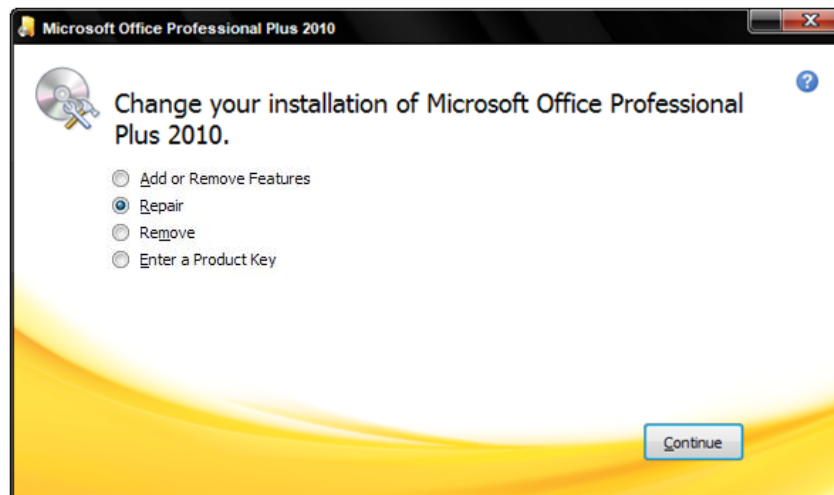 Microsoft Office Professional Plus 2010
Change your installation of Microsoft Office Professional
Plus 2010.
Add or Remove Features
Repair
Remove
Enter a Product Key
Continue